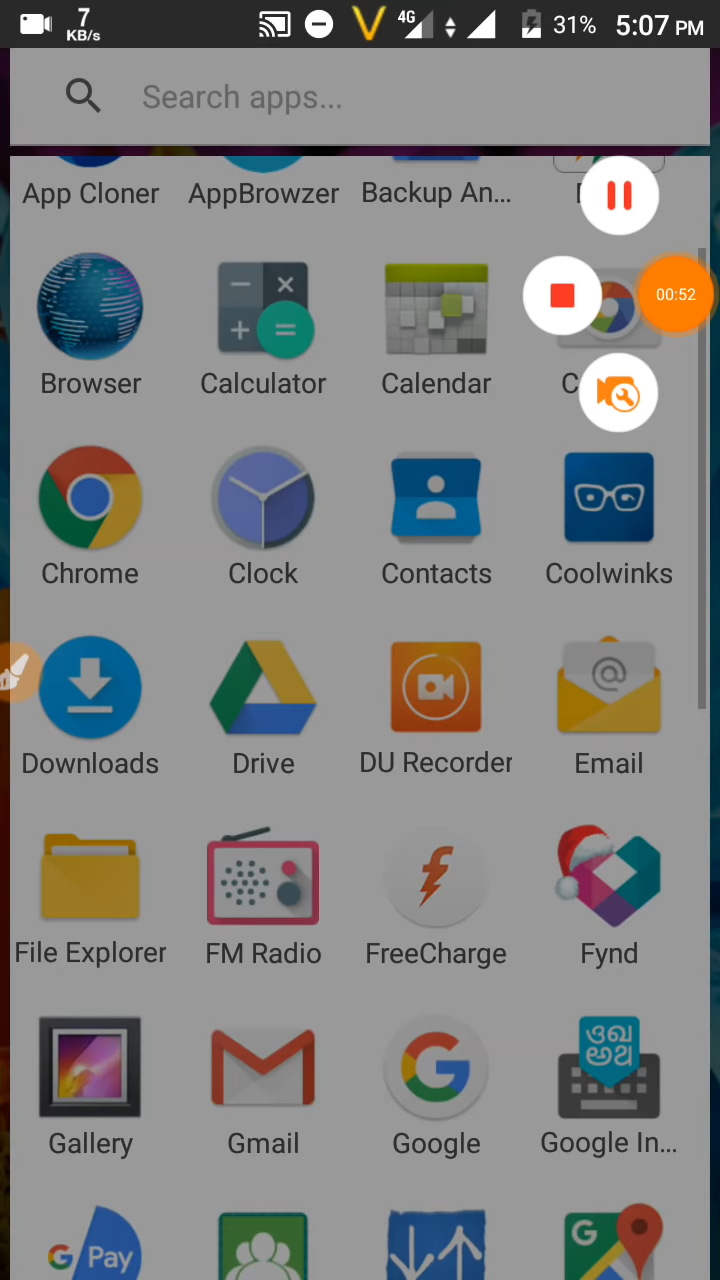 7
KB/s
4G
31%
5:07 PM
Search apps...
App Cloner
AppBrowzer
Backup An...
00:52
Browser
Calculator
Calendar
C
Chrome
Clock
Contacts
Coolwinks
Downloads
Drive
DU Recorder
Email
File Explorer
FM Radio
FreeCharge
Fynd
Gallery
Gmail
Google
Google In...
G Pay
G